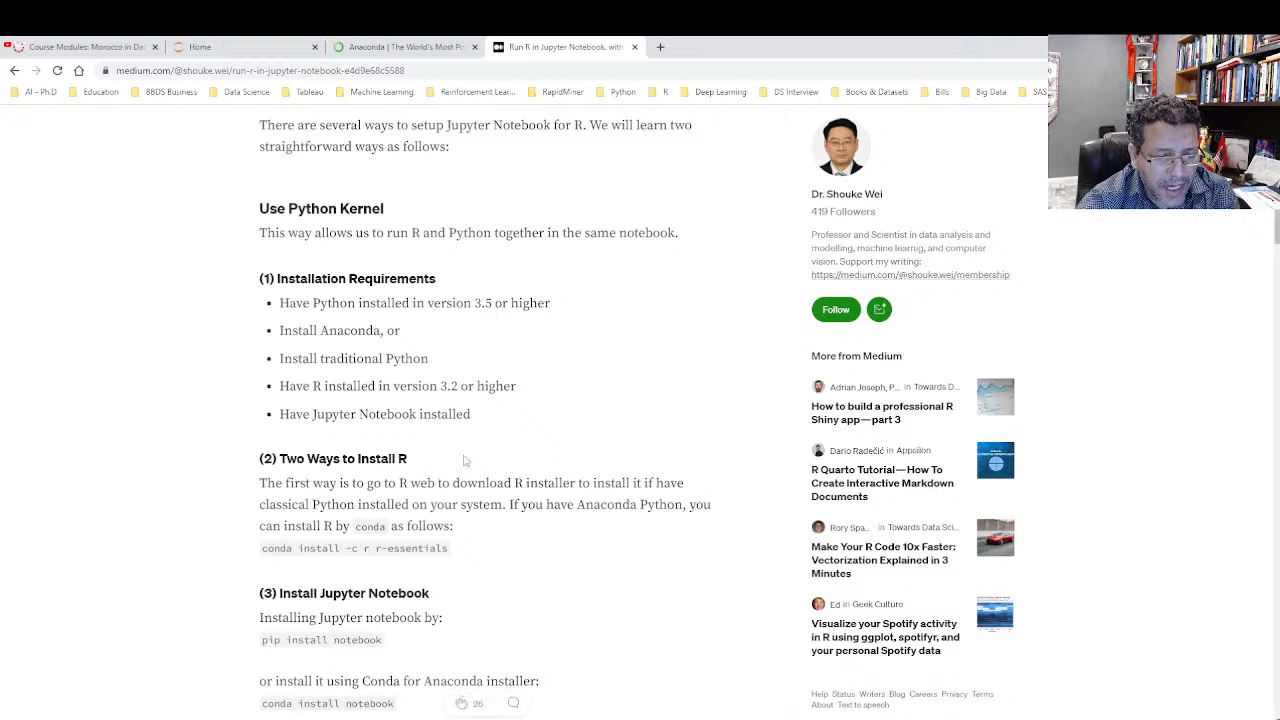 Course Modules: Morocco in Dat
Home
Anaconda | The World's Most Po
Run R in Jupyter Notebook. with
medium.com/@shouke.wei/run-r-in-jupyter-notebook-e4d9e68c5588
AI - Ph.D
Education
BBDS Business
Data Science
Tableau
Machine Learning
Reinforcement Lear...
RapidMiner
Python
R
Deep Learning
DS Interview
Books & Datasets
Bills
Big Data
SAS
There are several ways to setup Jupyter Notebook for R. We will learn two
straightforward ways as follows:
Use Python Kernel
This way allows us to run R and Python together in the same notebook.
(1) Installation Requirements
• Have Python installed in version 3.5 or higher
• Install Anaconda, or
• Install traditional Python
• Have R installed in version 3.2 or higher
• Have Jupyter Notebook installed
(2) Two Ways to Install R
The first way is to go to R web to download R installer to install it if have
classical Python installed on your system. If you have Anaconda Python, you
can install R by conda as follows:
conda install -c r r-essentials
(3) Install Jupyter Notebook
Installing Jupyter notebook by:
pip install notebook
or install it using Conda for Anaconda installer:
conda install notebook
26
Dr. Shouke Wei
419 Followers
Professor and Scientist in data analysis and
modelling, machine learnig, and computer
vision. Support my writing:
https://medium.com/@shouke.wei/membership
Follow
More from Medium
Adrian Joseph, P... in Towards D...
How to build a professional R
Shiny app — part 3
Dario Radečić in Appsilon
R Quarto Tutorial — How To
Create Interactive Markdown
Documents
Rory Spa... in Towards Data Sci...
Make Your R Code 10x Faster:
Vectorization Explained in 3
Minutes
Ed in Geek Culture
Visualize your Spotify activity
in R using ggplot, spotifyr, and
your personal Spotify data
Help Status Writers Blog Careers Privacy Terms
About Text to speech